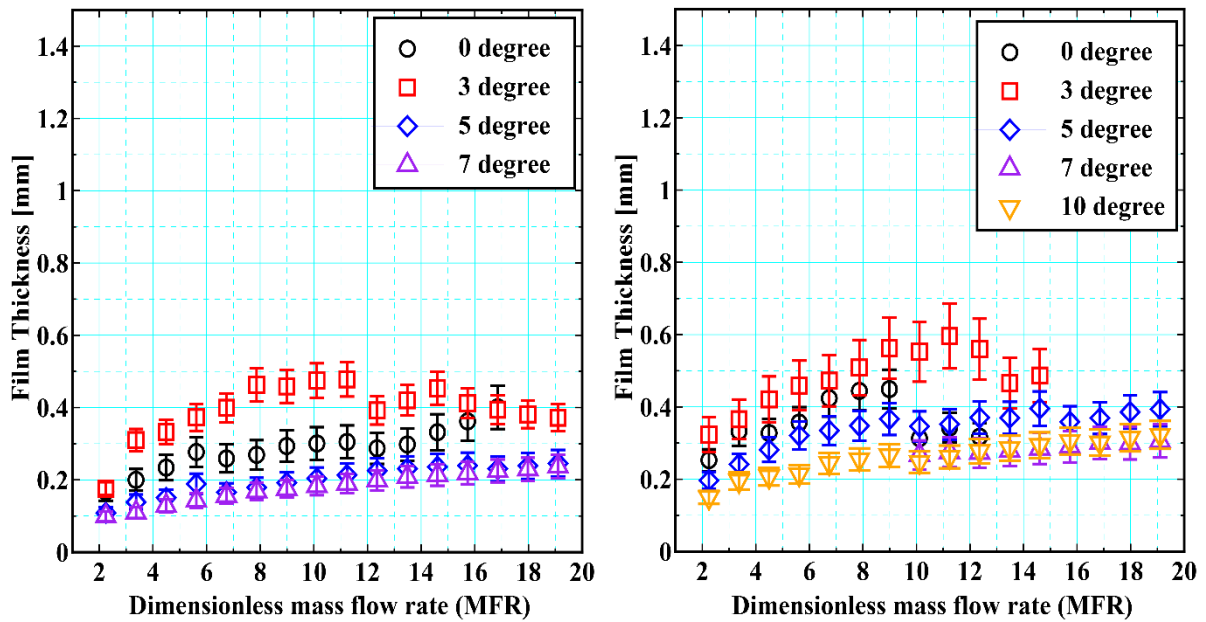 1.4
1.2
1
0.8
0.6
0.4
0.2
0
Film Thickness [mm]
0 degree
3 degree
5 degree
7 degree
2 4 6 8 10 12 14 16 18 20
Dimensionless mass flow rate (MFR)
1.4
1.2
1
0.8
0.6
0.4
0.2
0
Film Thickness [mm]
0 degree
3 degree
5 degree
7 degree
10 degree
2 4 6 8 10 12 14 16 18 20
Dimensionless mass flow rate (MFR)